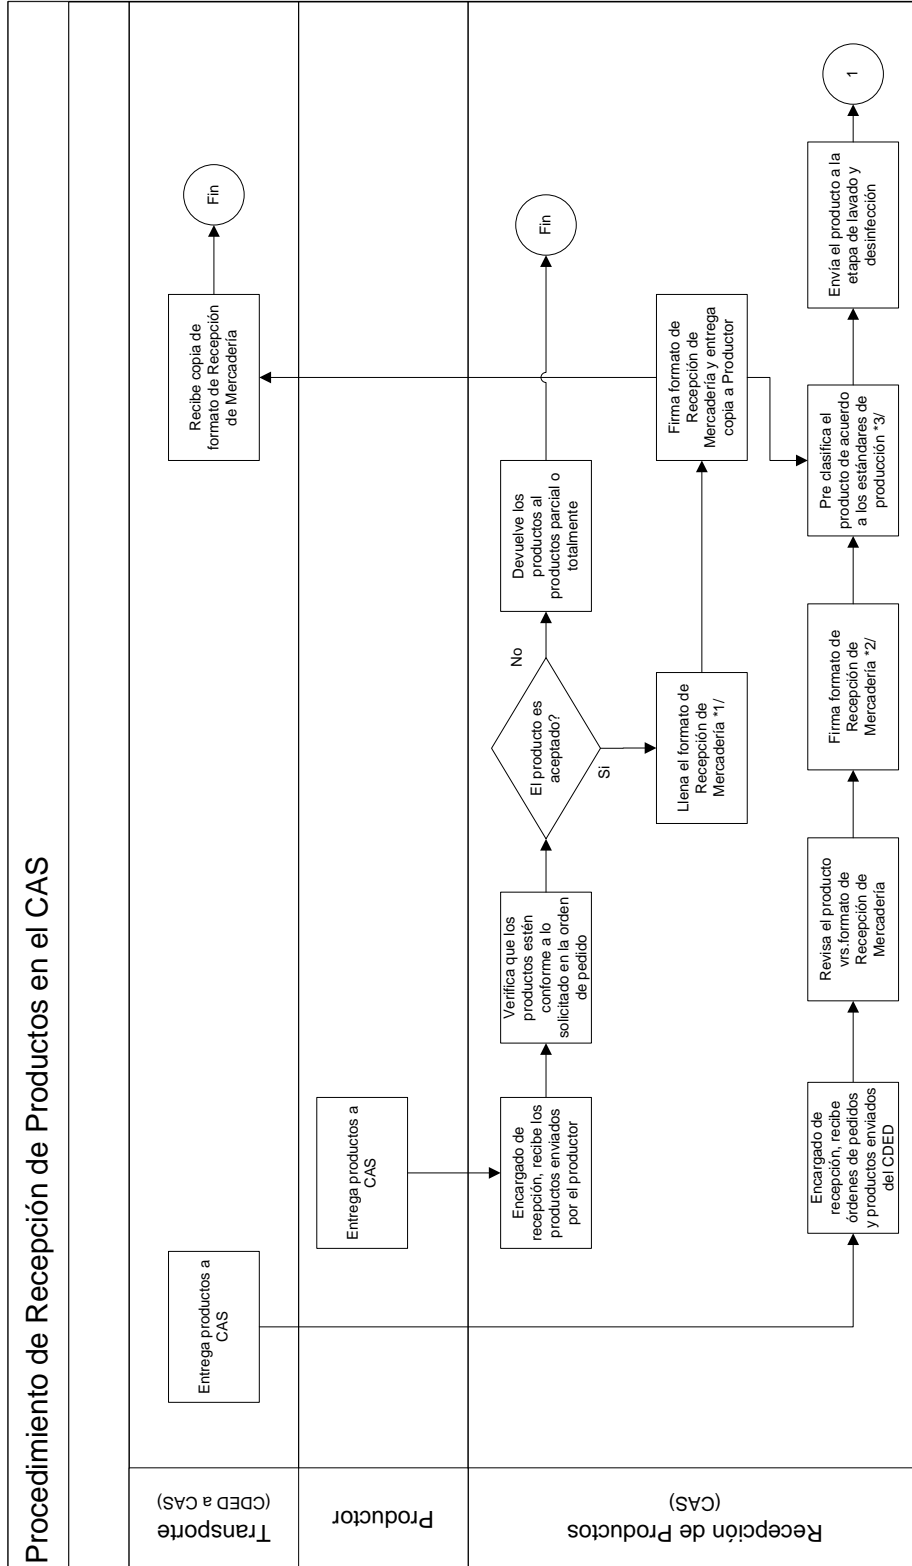 Procedimiento de Recepción de Productos en el CAS
Transporte
(CDED a CAS)
Entrega productos a
CAS
Recibe copia de
formato de Recepción
de Mercadería
Fin
Productor
Entrega productos a
CAS
Recepción de Productos
(CAS)
Encargado de
recepción, recibe los
productos enviados
por el productor
Verifica que los
productos estén
conforme a lo
solicitado en la orden
de pedido
El producto es
aceptado?
No
Devuelve los
productos al
productos parcial o
totalmente
Fin
Si
Llena el formato de
Recepción de
Mercadería *1/
Firma formato de
Recepción de
Mercadería y entrega
copia a Productor
Encargado de
recepción, recibe
órdenes de pedidos
y productos enviados
del CDED
Revisa el producto
vrs.formato de
Recepción de
Mercadería
Firma formato de
Recepción de
Mercadería *2/
Pre clasifica el
producto de acuerdo
a los estándares de
producción *3/
Envía el producto a la
etapa de lavado y
desinfección
1